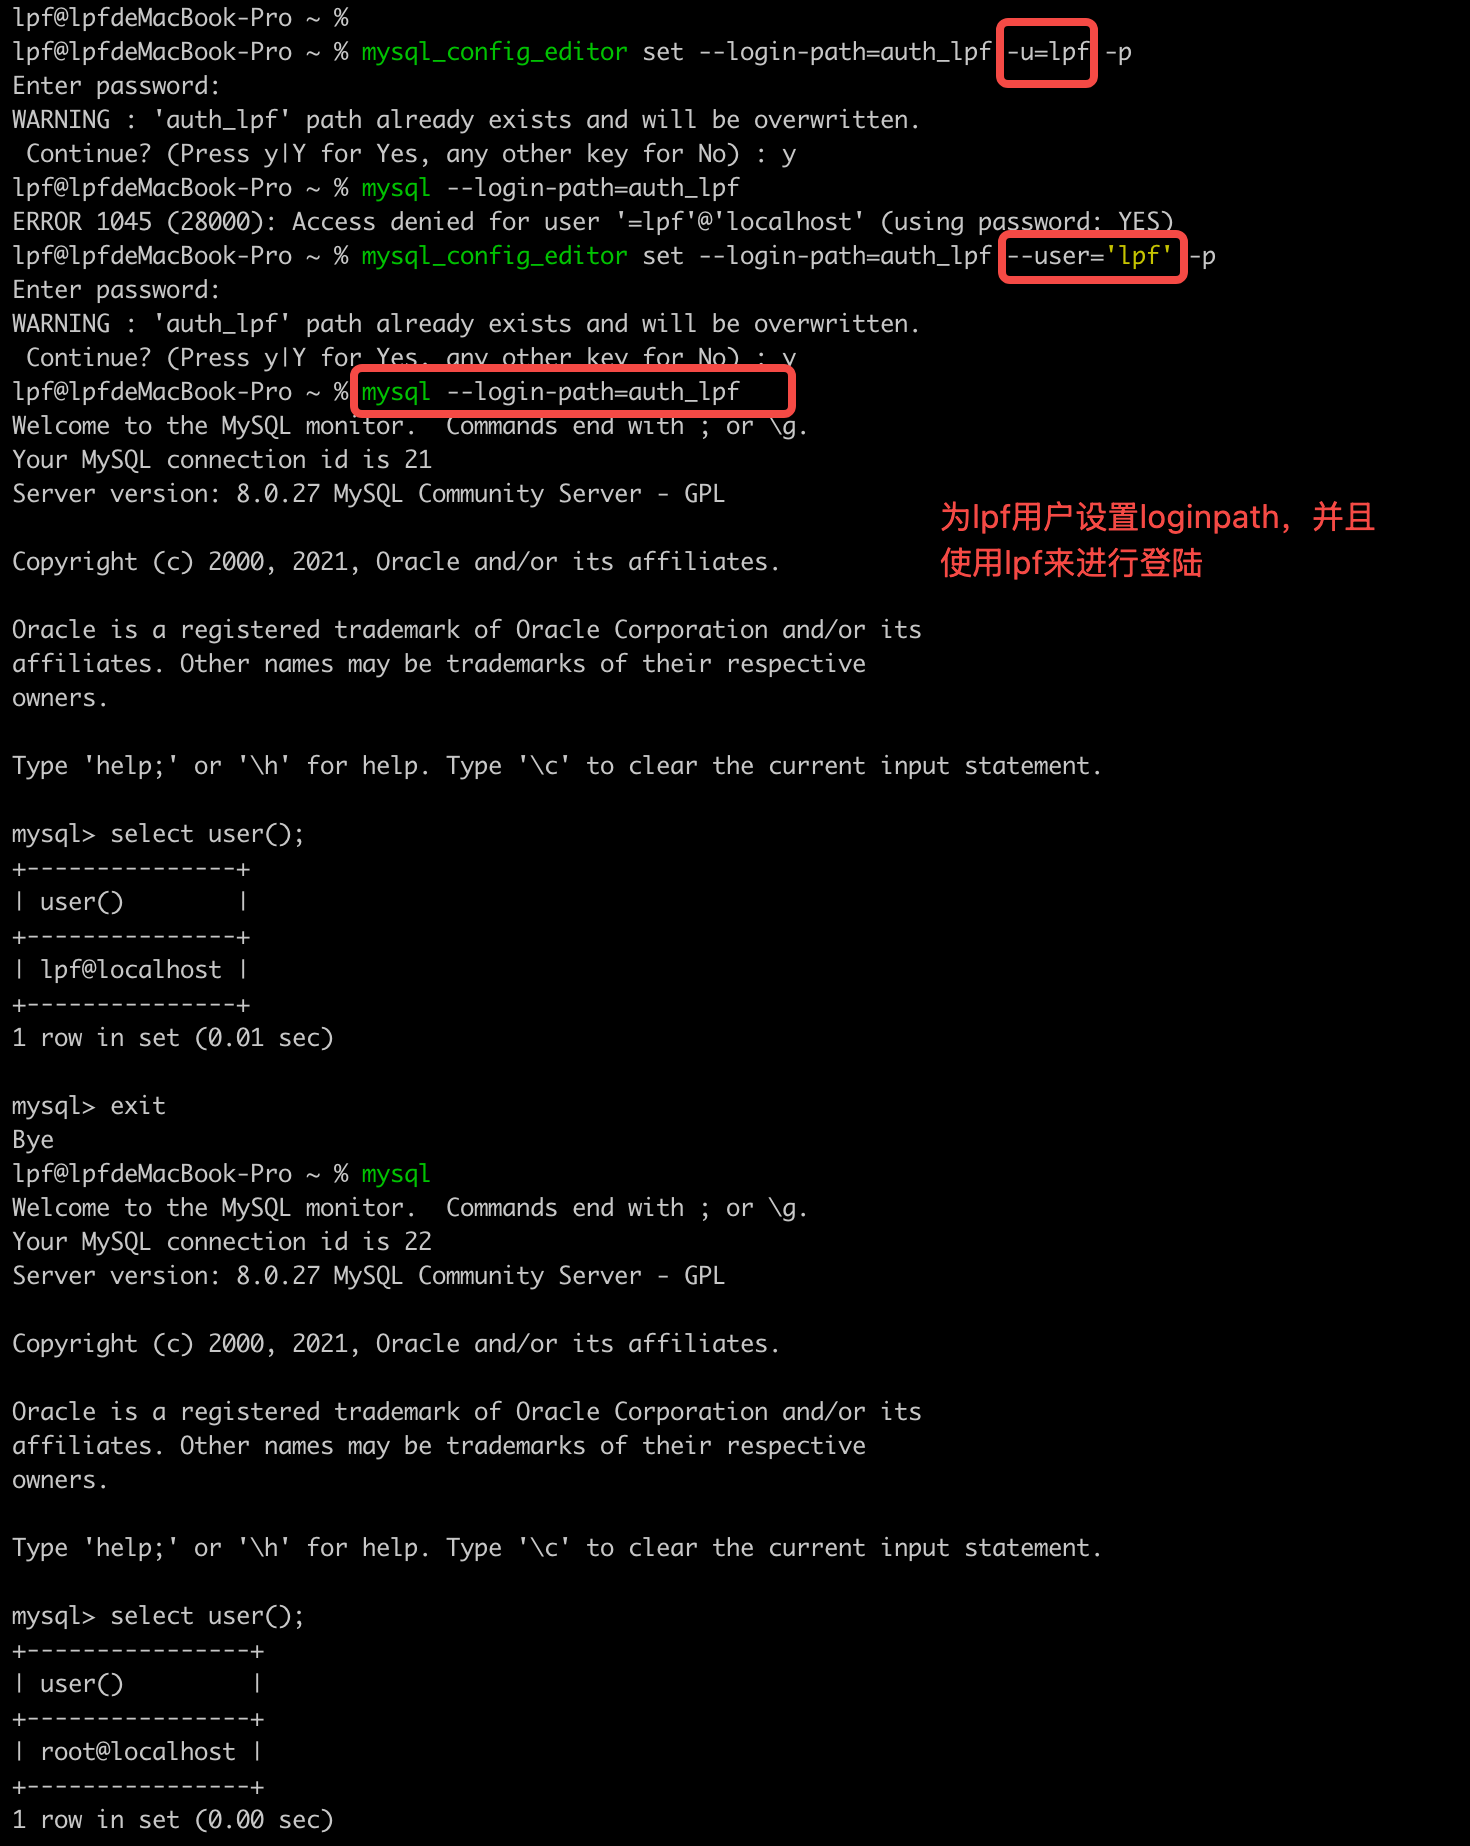 lpf@lpfdeMacBook-Pro ~ %
lpf@lpfdeMacBook-Pro ~ % mysql_config_editor set --login-path=auth_lpf -u=lpf -p
Enter password:
WARNING : 'auth_lpf' path already exists and will be overwritten.
 Continue? (Press y|Y for Yes, any other key for No) : y
lpf@lpfdeMacBook-Pro ~ % mysql --login-path=auth_lpf
ERROR 1045 (28000): Access denied for user '=lpf'@'localhost' (using password: YES)
lpf@lpfdeMacBook-Pro ~ % mysql_config_editor set --login-path=auth_lpf --user='lpf' -p
Enter password:
WARNING : 'auth_lpf' path already exists and will be overwritten.
 Continue? (Press y|Y for Yes, any other key for No) : y
lpf@lpfdeMacBook-Pro ~ % mysql --login-path=auth_lpf
Welcome to the MySQL monitor.  Commands end with ; or \g.
Your MySQL connection id is 21
Server version: 8.0.27 MySQL Community Server - GPL
为lpf用户设置loginpath，并且
使用lpf来进行登陆
Copyright (c) 2000, 2021, Oracle and/or its affiliates.
Oracle is a registered trademark of Oracle Corporation and/or its
affiliates. Other names may be trademarks of their respective
owners.
Type 'help;' or '\h' for help. Type '\c' to clear the current input statement.
mysql> select user();
+---------------+
| user()        |
+---------------+
| lpf@localhost |
+---------------+
1 row in set (0.01 sec)
mysql> exit
Bye
lpf@lpfdeMacBook-Pro ~ % mysql
Welcome to the MySQL monitor.  Commands end with ; or \g.
Your MySQL connection id is 22
Server version: 8.0.27 MySQL Community Server - GPL
Copyright (c) 2000, 2021, Oracle and/or its affiliates.
Oracle is a registered trademark of Oracle Corporation and/or its
affiliates. Other names may be trademarks of their respective
owners.
Type 'help;' or '\h' for help. Type '\c' to clear the current input statement.
mysql> select user();
+----------------+
| user()         |
+----------------+
| root@localhost |
+----------------+
1 row in set (0.00 sec)